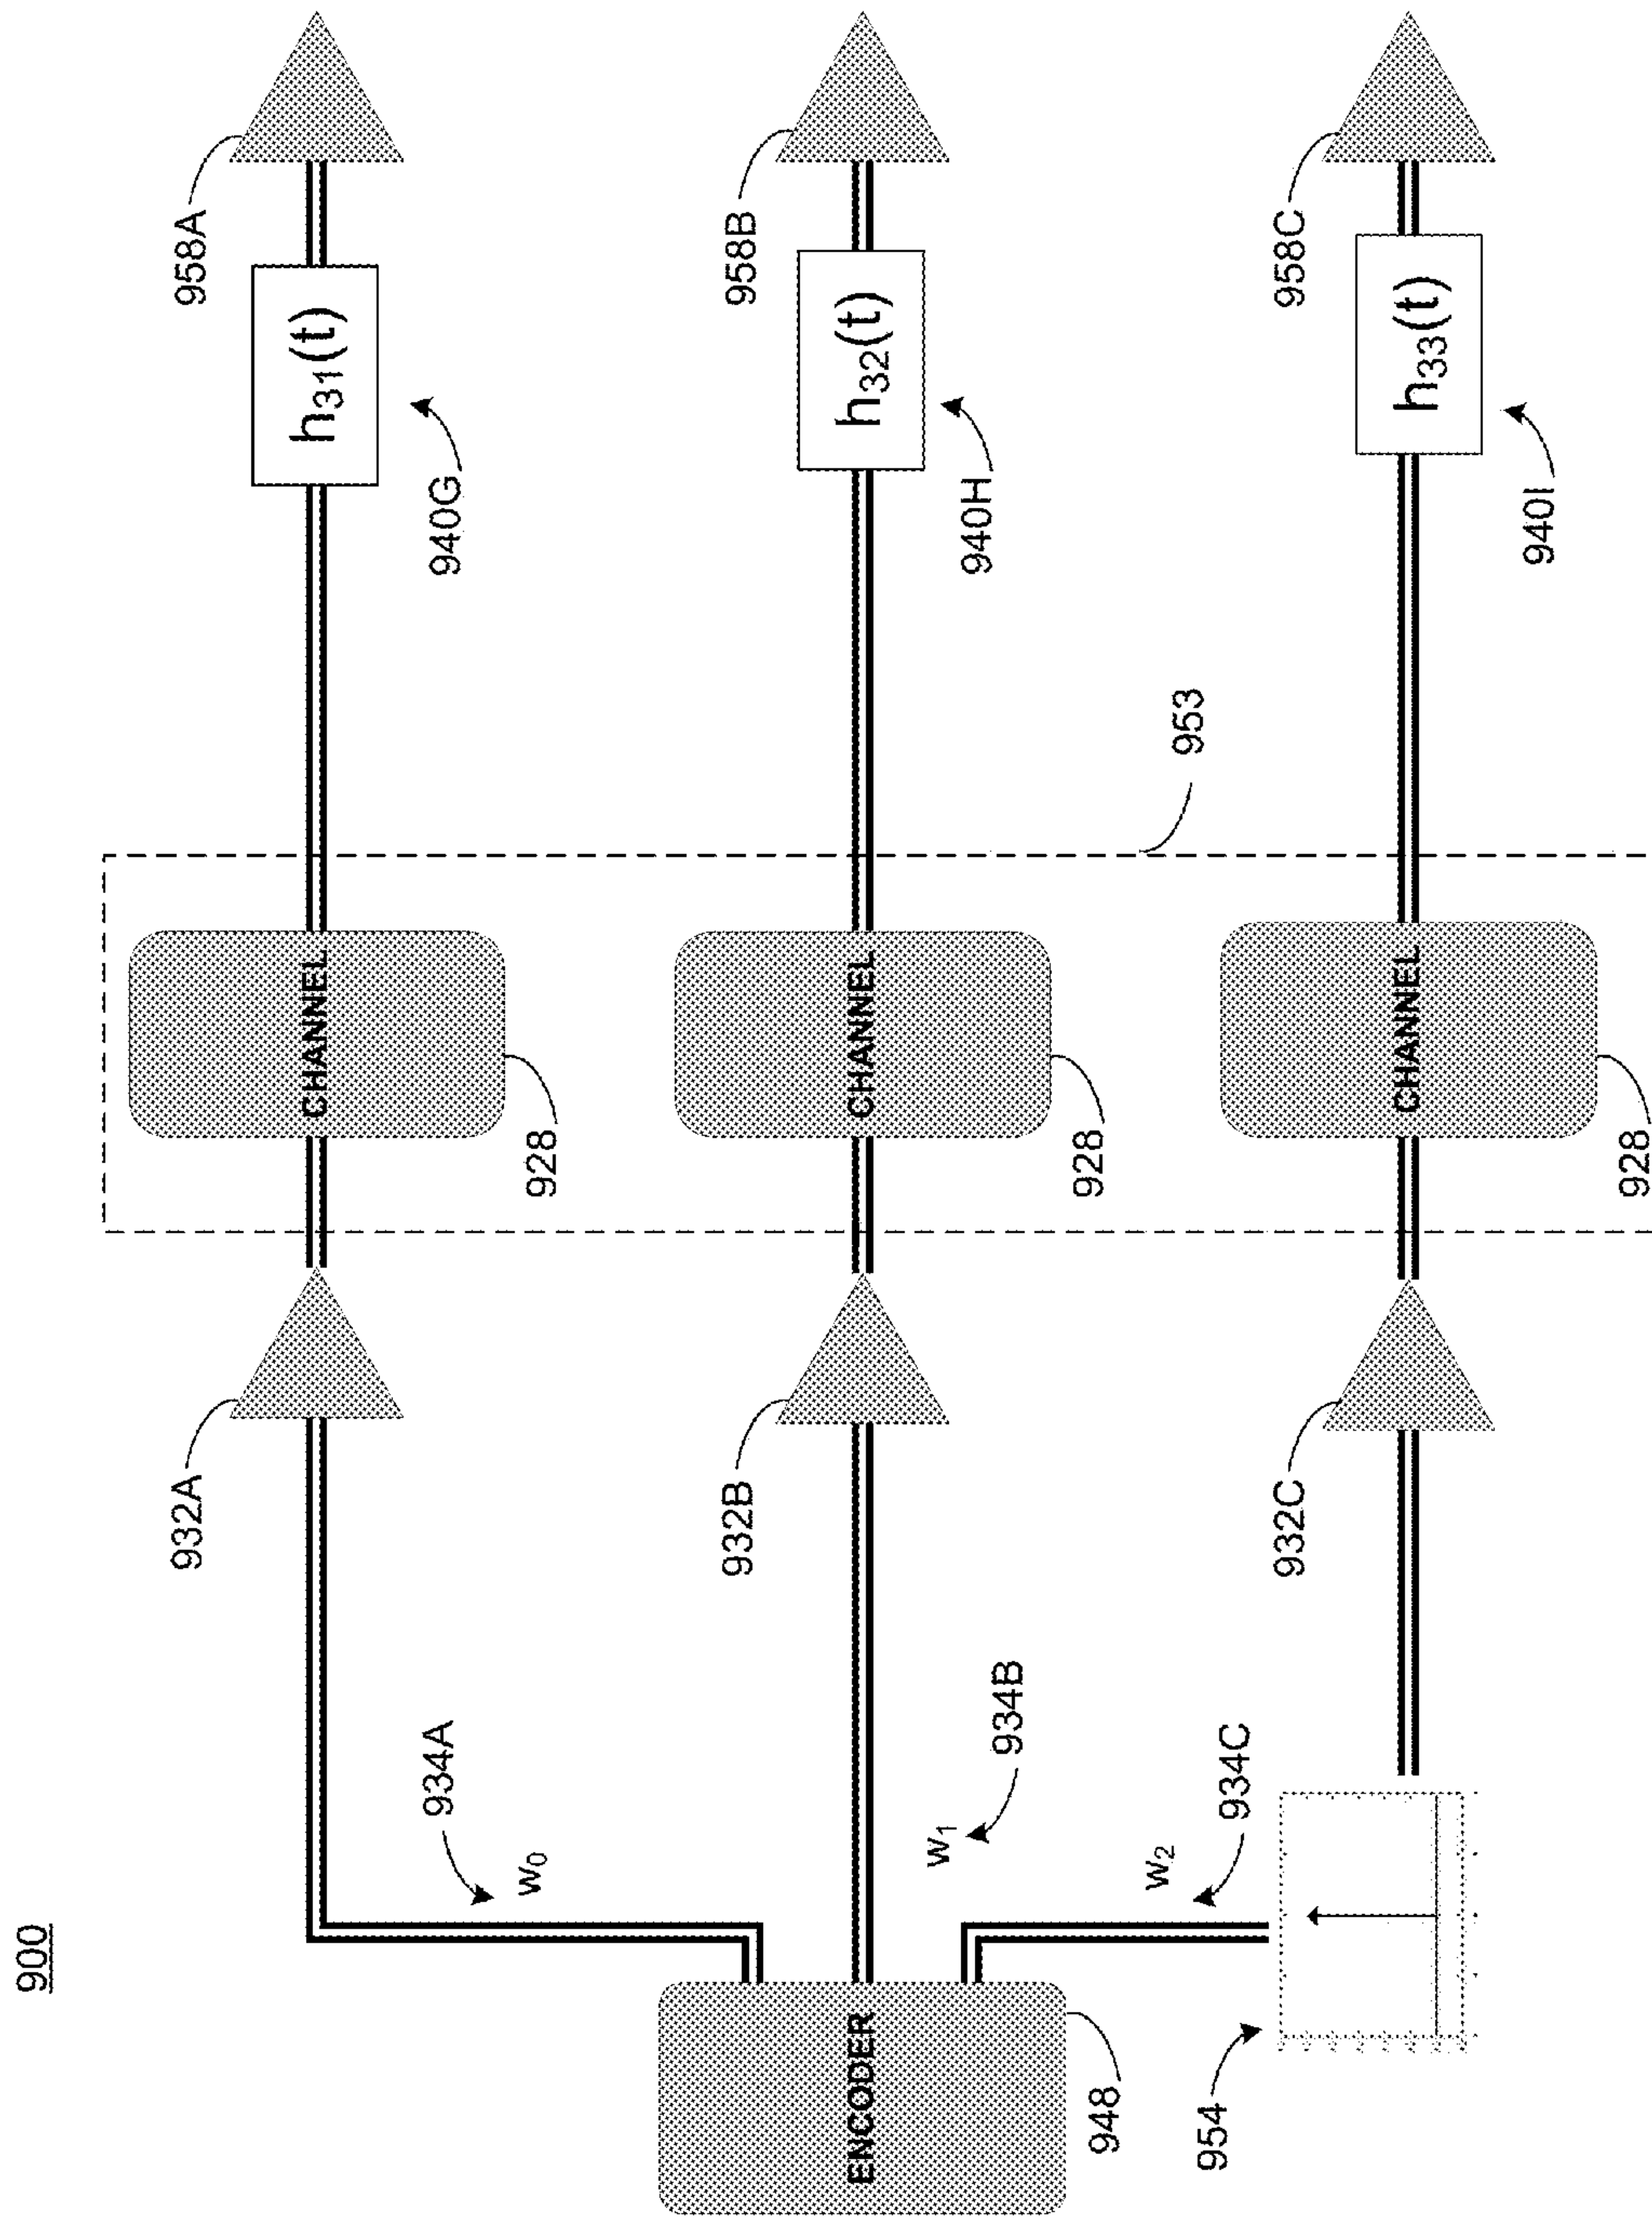 900
932A
928
958A
h31(t)
CHANNEL
940G
934A
w0
932B
928
958B
h32(t)
CHANNEL
940H
ENCODER
w1
934B
953
948
w2
934C
954
932C
928
958C
h33(t)
CHANNEL
940I